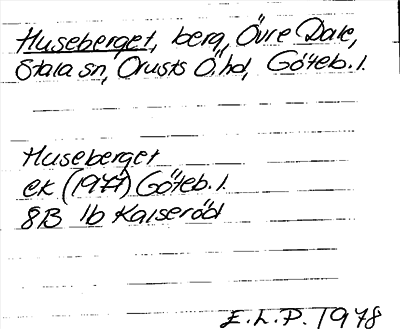 Huseberget, berg, Övre Dale,
Stala sn, Orusts Ö hd, Göteb. l.
Huseberget
ek (1977) Göteb. l.
8B 1b Kaiseröd
E.L.P. 1978